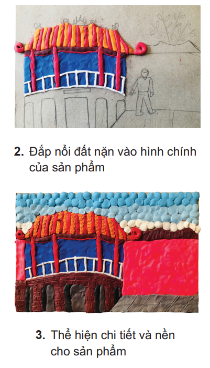 2. Đắp nổi đất nặn vào hình chính
của sản phẩm
3. Thể hiện chi tiết và nền
cho sản phẩm